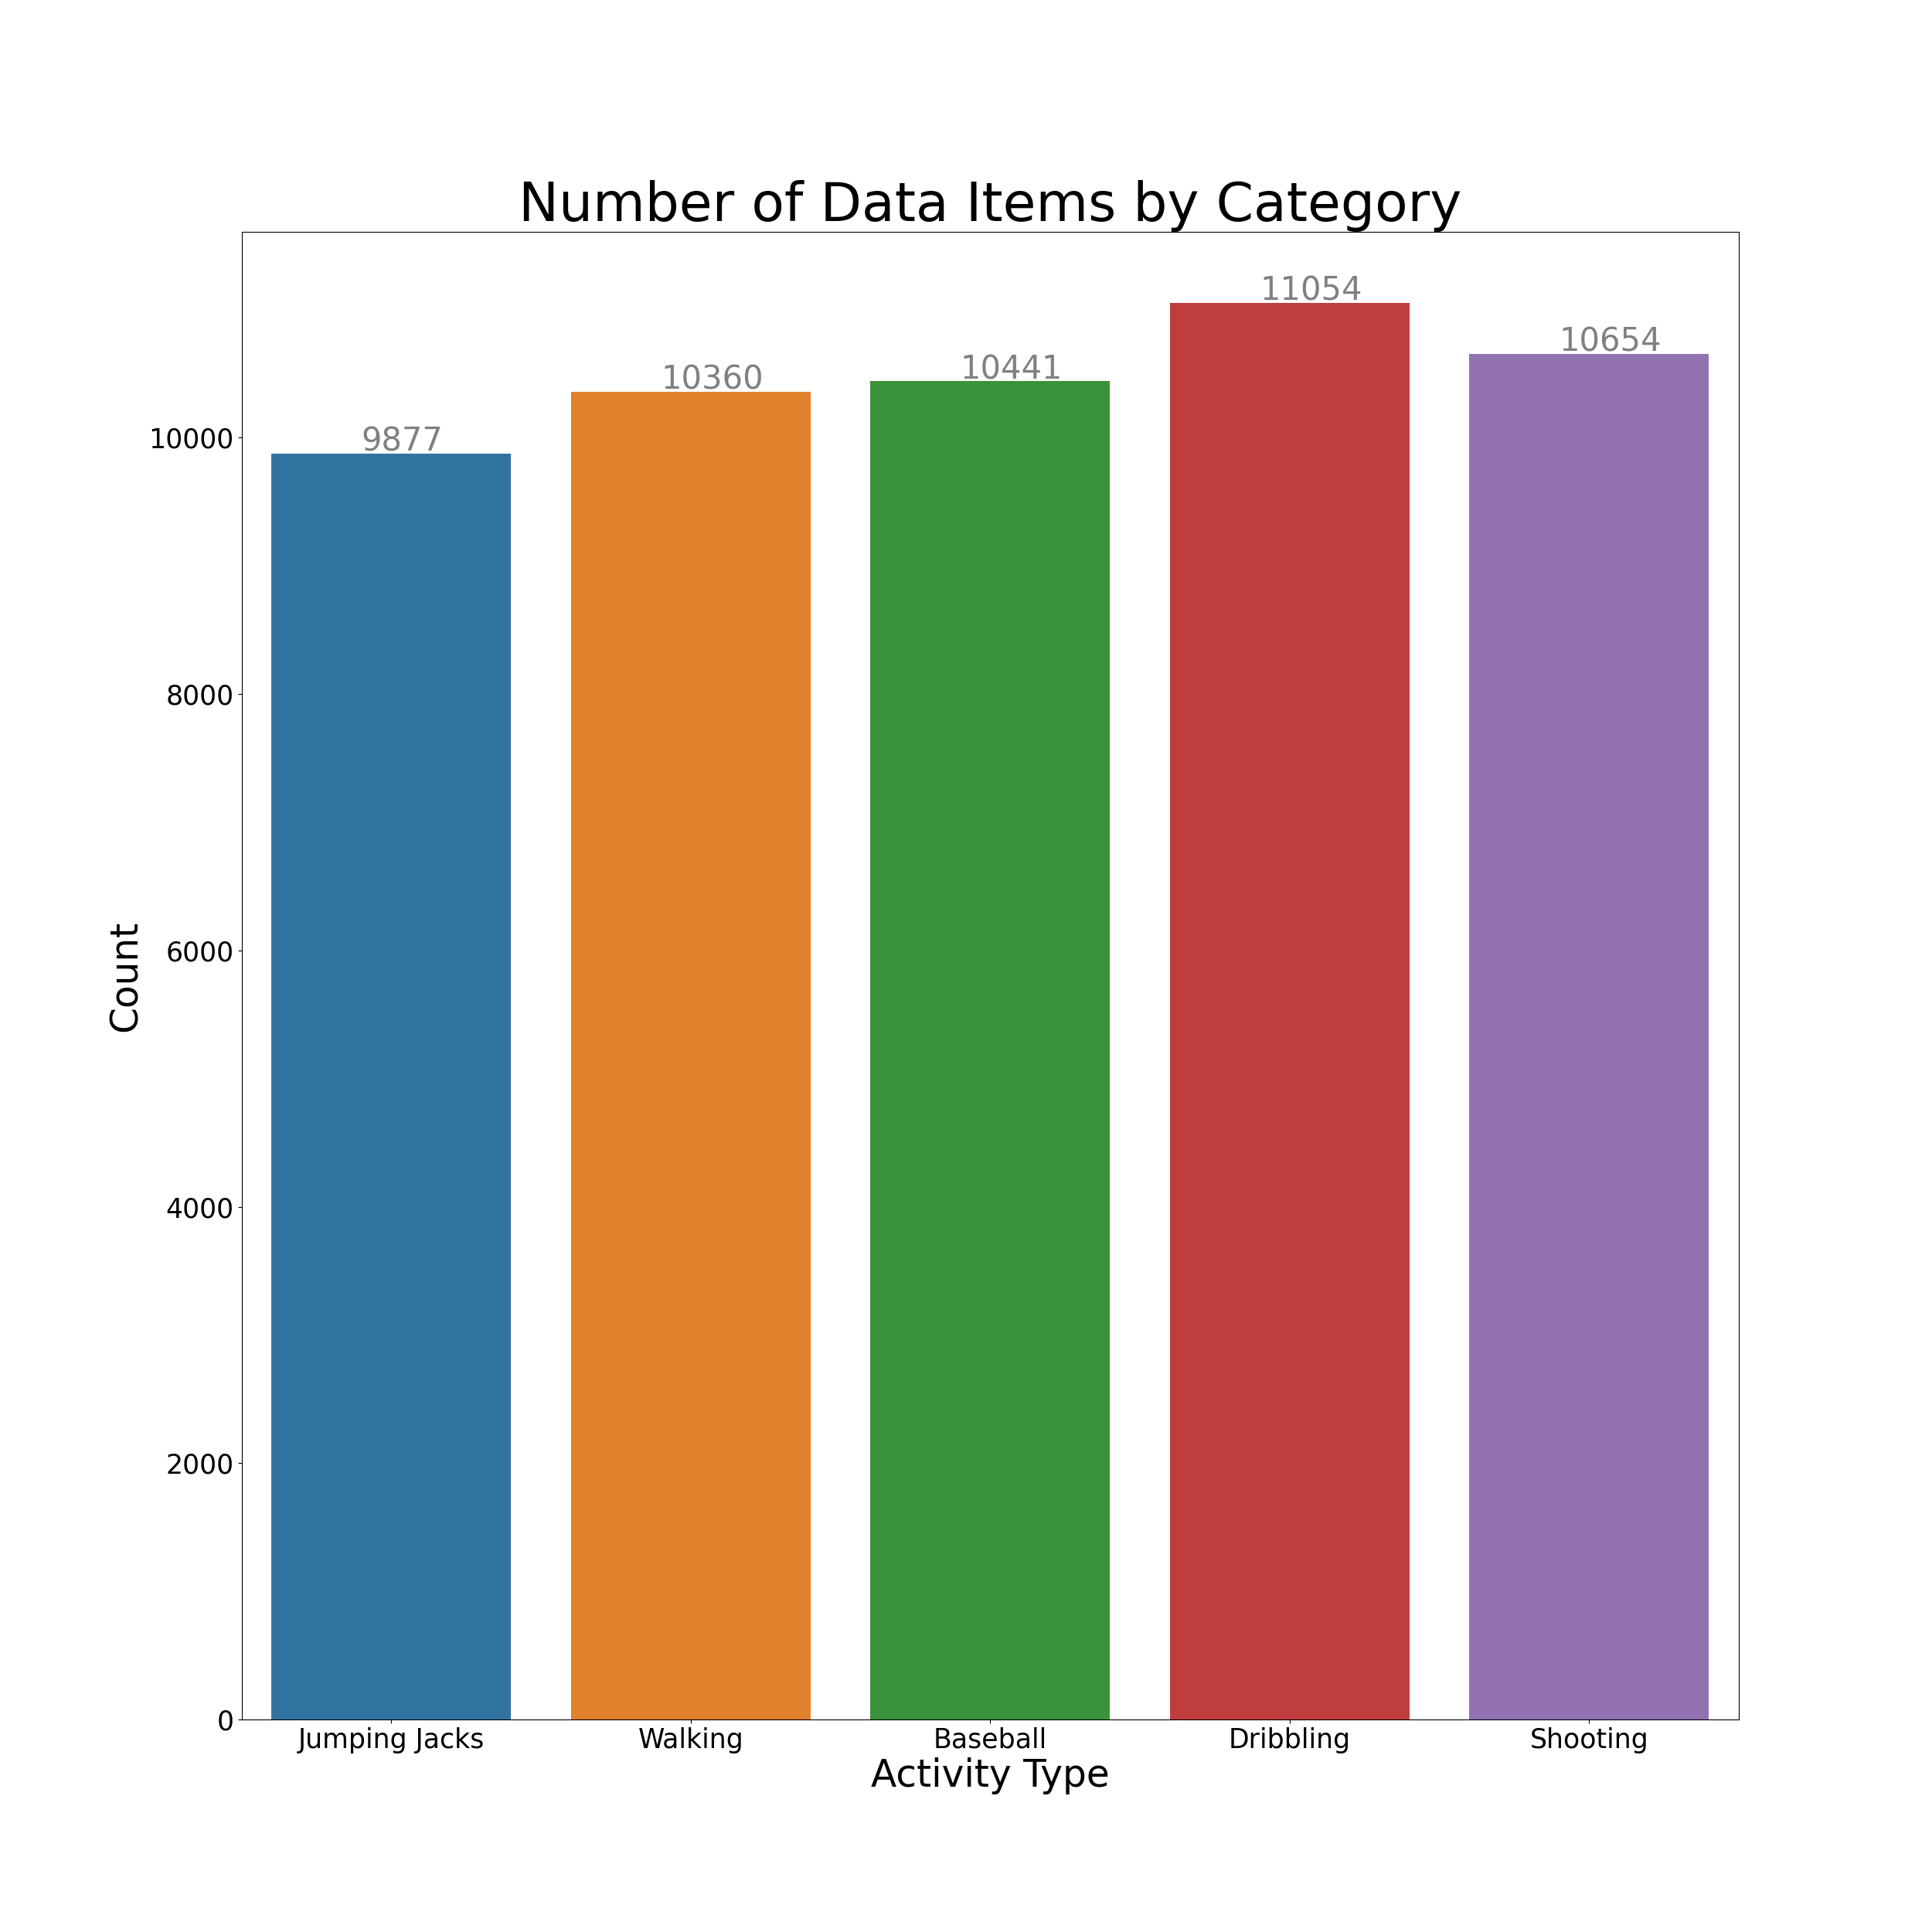 Number of Data Items by Category
11054
10654
10441
10360
9877
10000
8000
6000
4000
2000
0
Count
Jumping Jacks Walking Baseball Dribbling Shooting
Activity Type